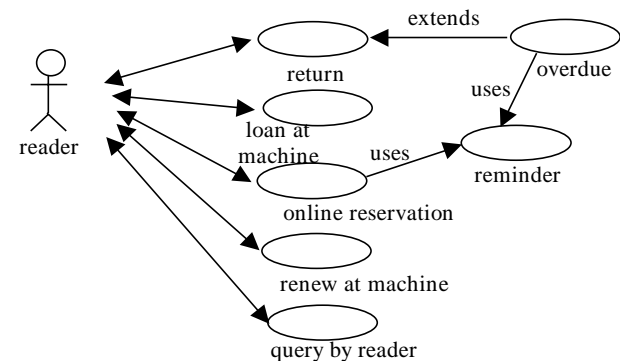 extends
return
overdue
uses
reader
loan at
machine
uses
reminder
online reservation
renew at machine
query by reader